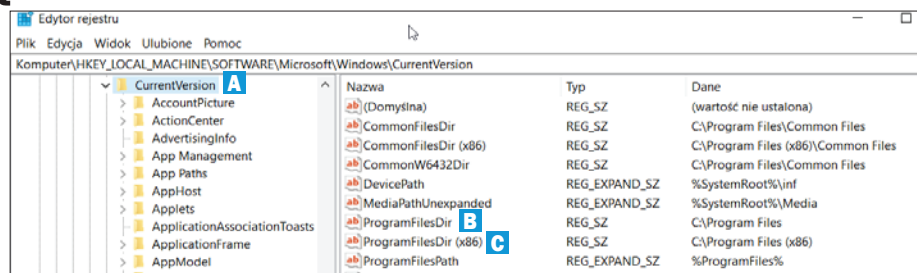 Edytor rejestru
Plik Edycja Widok Ulubione Pomoc
Komputer\HKEY_LOCAL_MACHINE\SOFTWARE\Microsoft\Windows\CurrentVersion
CurrentVersion A
AccountPicture
ActionCenter
AdvertisingInfo
App Management
App Paths
AppHost
Applets
ApplicationAssociationToasts
ApplicationFrame
AppModel
Nazwa Typ Dane
(Domyślna) REG_SZ (wartość nie ustalona)
CommonFilesDir REG_SZ C:\Program Files\Common Files
CommonFilesDir (x86) REG_SZ C:\Program Files (x86)\Common Files
CommonW6432Dir REG_SZ C:\Program Files\Common Files
DevicePath REG_EXPAND_SZ %SystemRoot%\inf
MediaPathUnexpanded REG_EXPAND_SZ %SystemRoot%\Media
ProgramFilesDir B REG_SZ C:\Program Files
ProgramFilesDir (x86) C REG_SZ C:\Program Files (x86)
ProgramFilesPath REG_EXPAND_SZ %ProgramFiles%